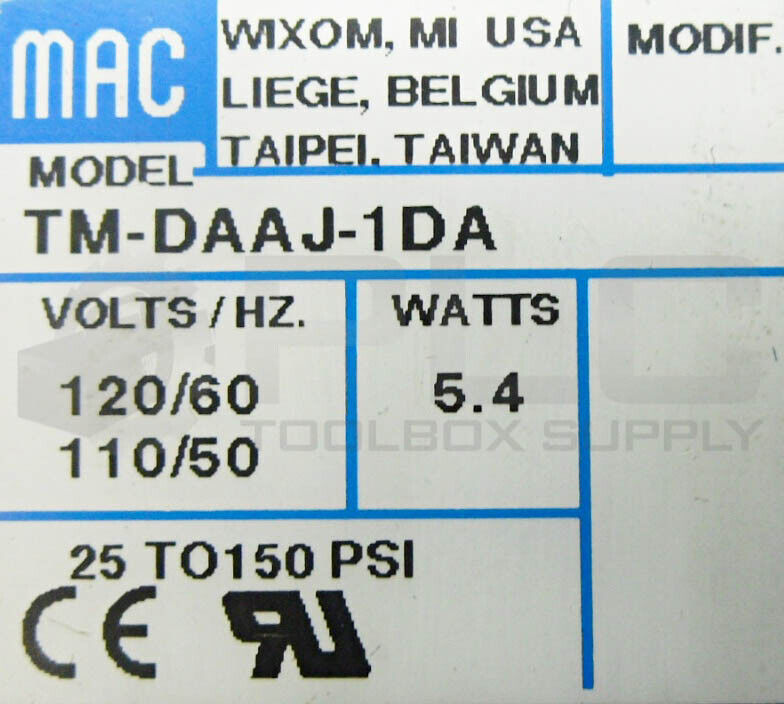 MAC
WIXOM, MI USA
LIEGE, BELGIUM
TAIPEI, TAIWAN
MODIF.
MODEL
TM-DAAJ-1DA
VOLTS/HZ.
120/60
110/50
WATTS
5.4
25 TO150 PSI
CE
PLC
TOOLBOX SUPPLY